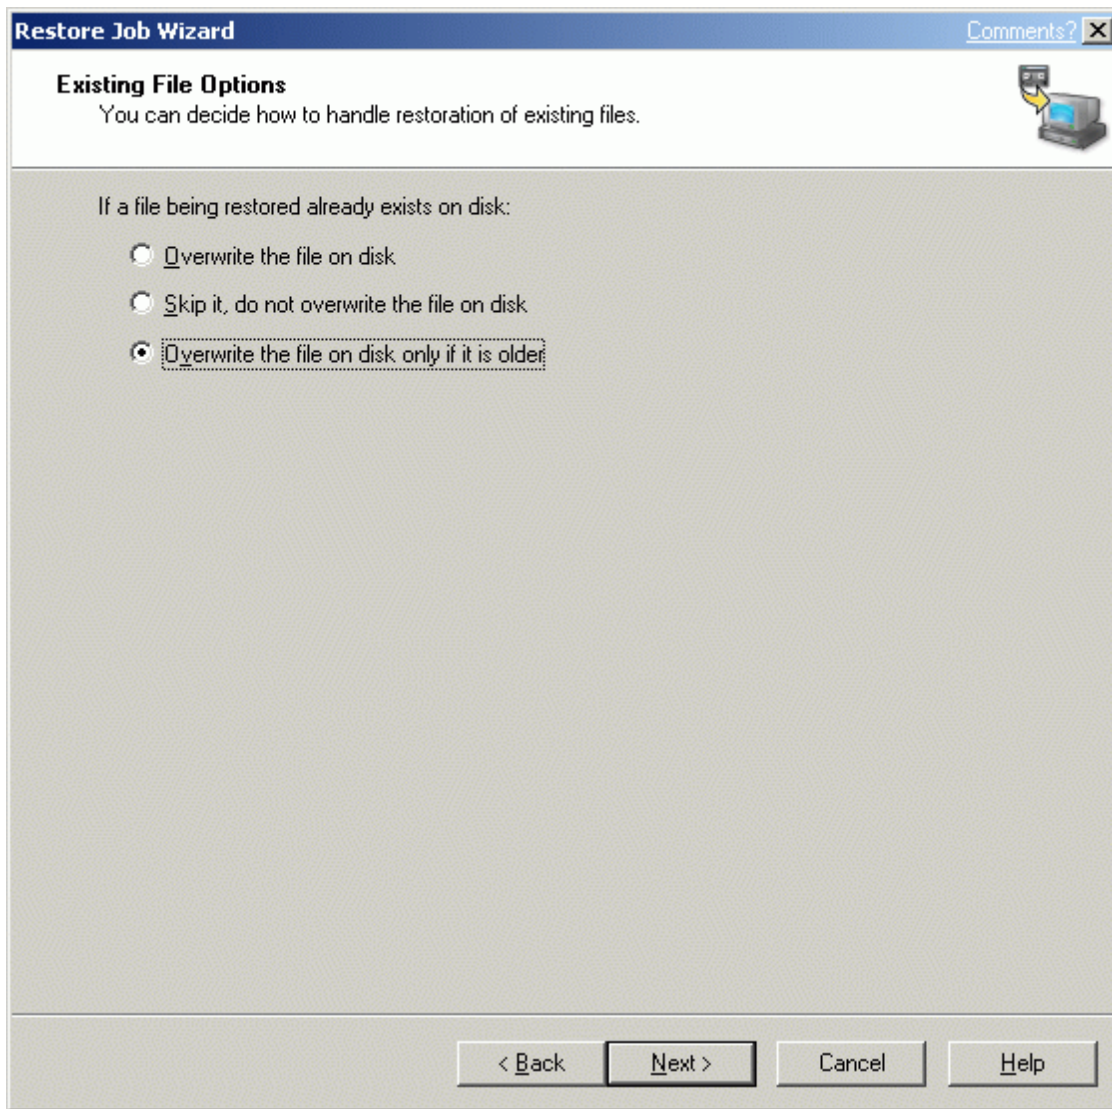 Restore Job Wizard Comments?
Existing File Options
You can decide how to handle restoration of existing files.
If a file being restored already exists on disk:
Overwrite the file on disk
Skip it, do not overwrite the file on disk
Overwrite the file on disk only if it is older
< Back Next > Cancel Help